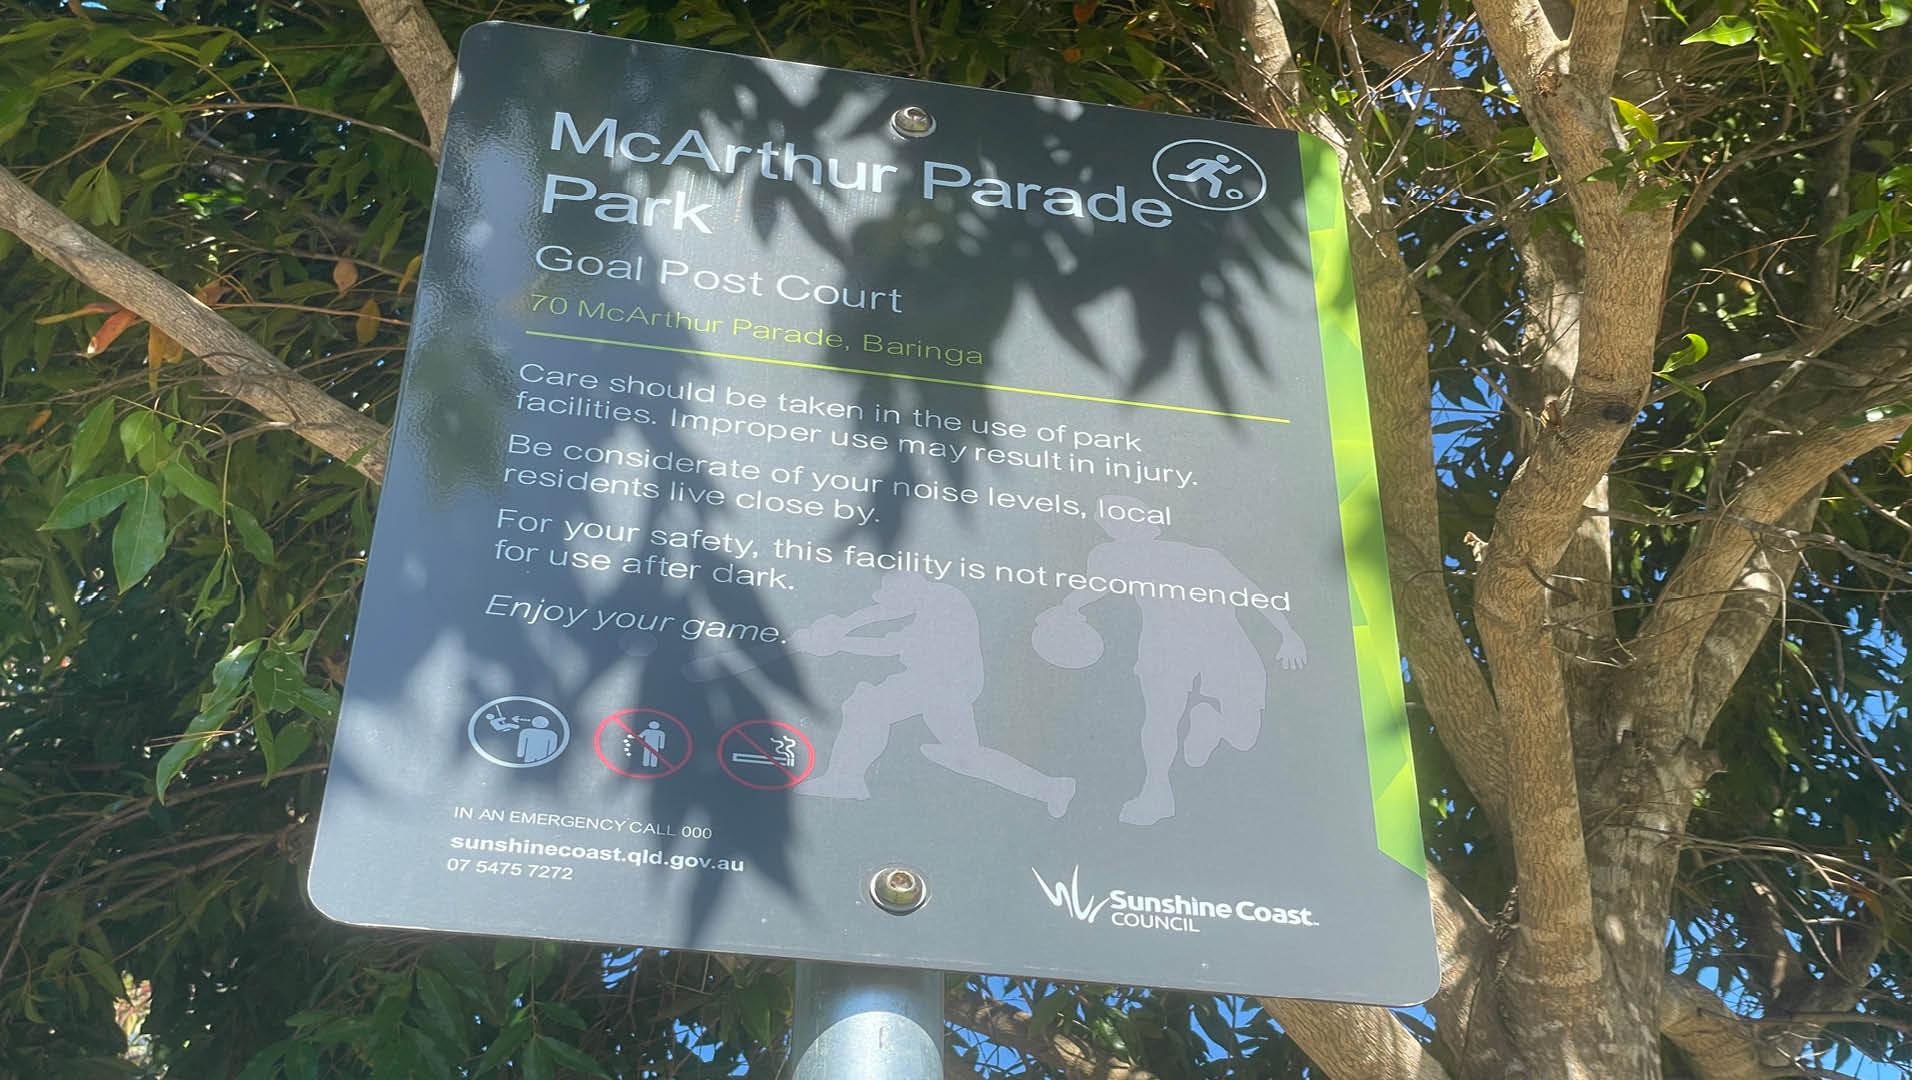 McArthur Parade
Park
Goal Post Court
70 McArthur Parade, Baringa
Care should be taken in the use of park
facilities. Improper use may result in injury.
Be considerate of your noise levels, local
residents live close by.
For your safety, this facility is not recommended
for use after dark.
Enjoy your game.
IN AN EMERGENCY CALL 000
sunshinecoast.qld.gov.au
07 5475 7272
Sunshine Coast
COUNCIL